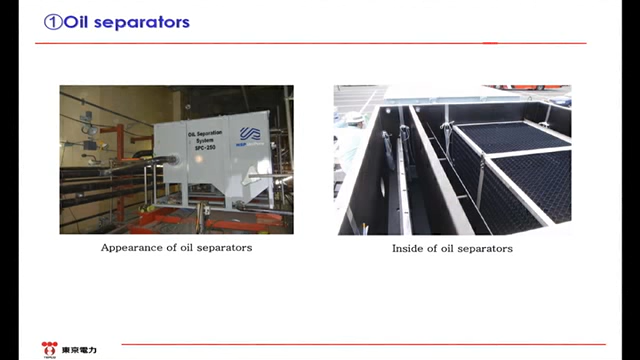 ①Oil separators
OIL Separation
System
SPC-250
Appearance of oil separators
Inside of oil separators
TEPCO
東京電力